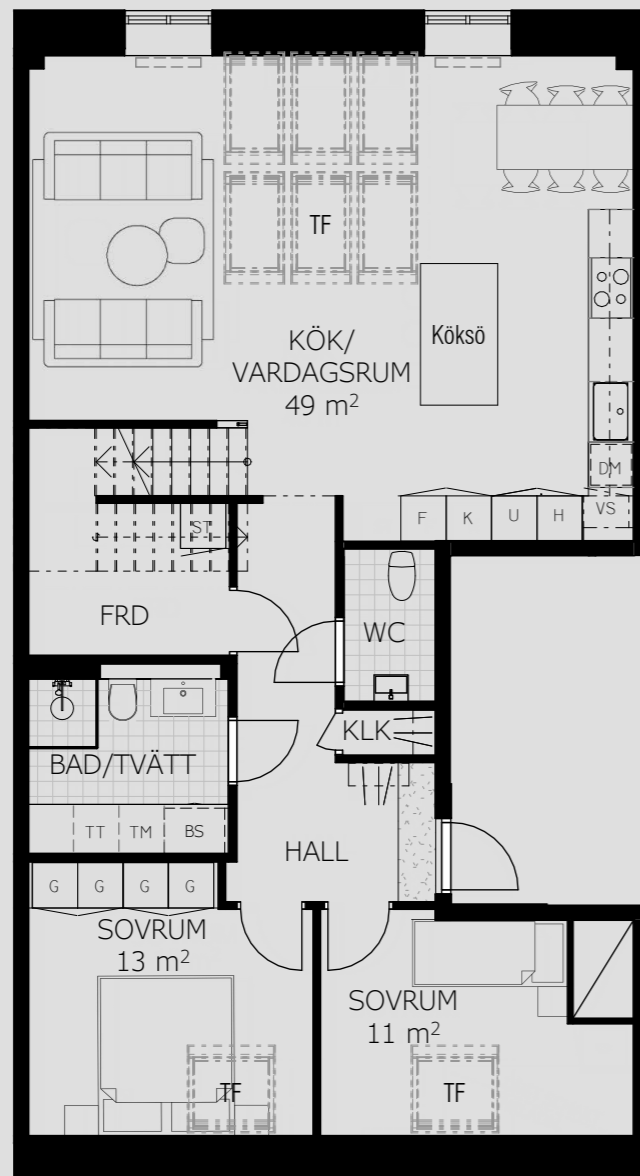 TF
Köksö
KÖK/
VARDAGSRUM
49 m²
DM
VS
F K U H
ST
FRD
WC
KLK
BAD/TVÄTT
TT TM BS
HALL
G G G G
SOVRUM
13 m²
SOVRUM
11 m²
TF
TF